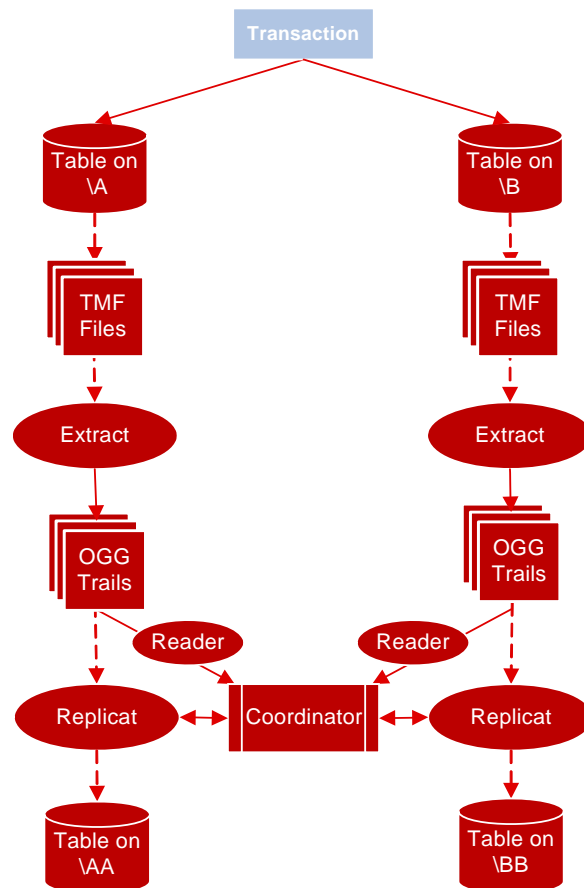 Transaction
Table on
\A
Table on
\B
TMF
Files
TMF
Files
Extract
Extract
OGG
Trails
OGG
Trails
Reader
Reader
Replicat
Coordinator
Replicat
Table on
\AA
Table on
\BB